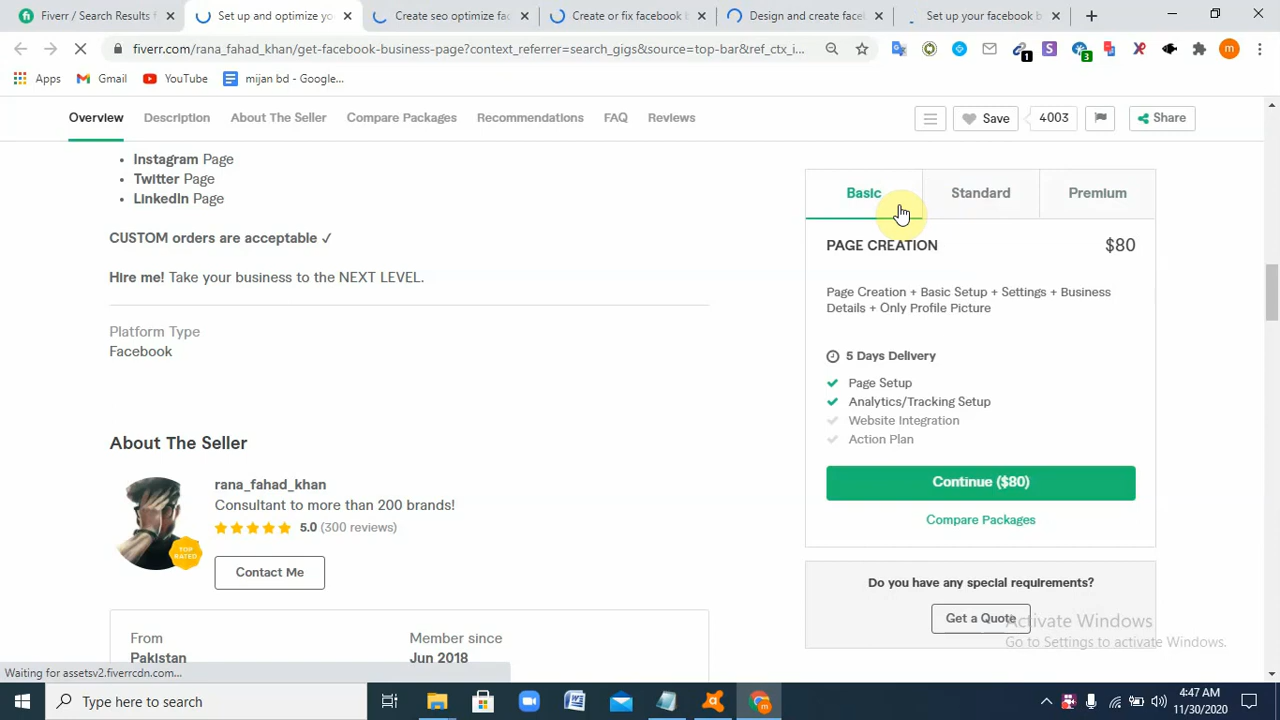 Fiverr / Search Results f
Set up and optimize yo
Create seo optimize fac
Create or fix facebook b
Design and create facel
Set up your facebook b
fiverr.com/rana_fahad_khan/get-facebook-business-page?context_referrer=search_gigs&source=top-bar&ref_ctx_i...
1
S
3
m
Apps
Gmail
YouTube
mijan bd - Google...
Overview
Description
About The Seller
Compare Packages
Recommendations
FAQ
Reviews
Save
4003
Share
• Instagram Page
• Twitter Page
• LinkedIn Page
CUSTOM orders are acceptable ✓
Hire me! Take your business to the NEXT LEVEL.
Platform Type
Facebook
About The Seller
rana_fahad_khan
Consultant to more than 200 brands!
5.0 (300 reviews)
TOP
RATED
Contact Me
From
Pakistan
Member since
Jun 2018
Basic
Standard
Premium
PAGE CREATION
$80
Page Creation + Basic Setup + Settings + Business
Details + Only Profile Picture
5 Days Delivery
Page Setup
Analytics/Tracking Setup
Website Integration
Action Plan
Continue ($80)
Compare Packages
Do you have any special requirements?
Get a Quote
Activate Windows
Go to Settings to activate Windows.
Waiting for assetsv2.fiverrcdn.com...
Type here to search
4:47 AM
11/30/2020